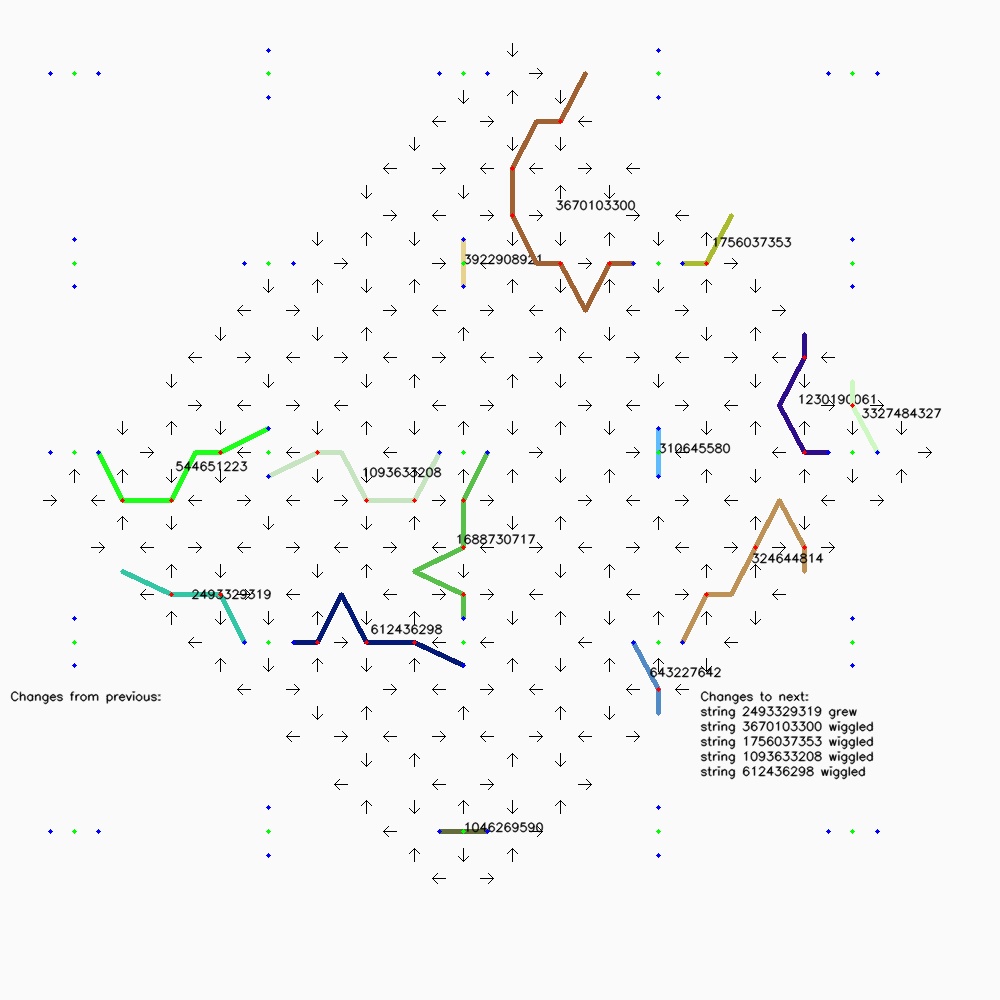 3670103300
1756037353
3922908921
1230190061
3327484327
310645580
544651223
1093633208
1688730717
324644814
2493329319
612436298
643227642
Changes from previous:
Changes to next:
string 2493329319 grew
string 3670103300 wiggled
string 1756037353 wiggled
string 1093633208 wiggled
string 612436298 wiggled
1046269590